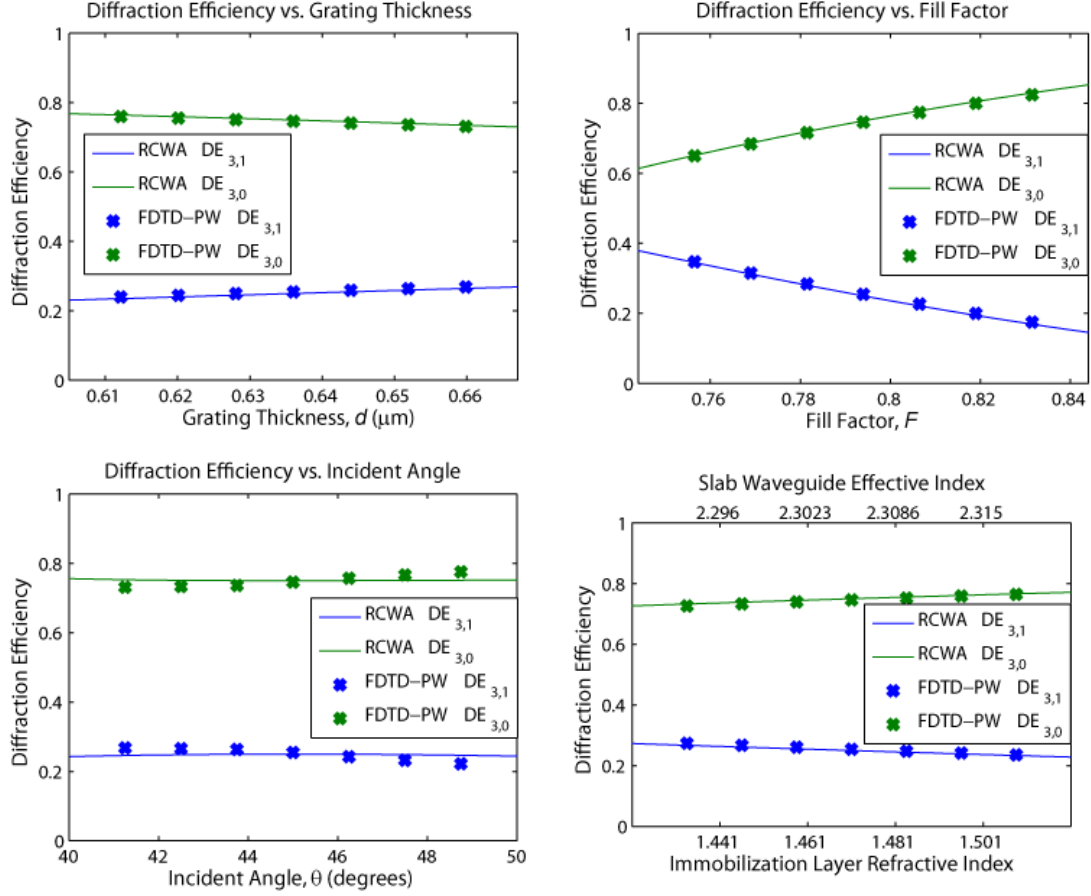 Diffraction Efficiency vs. Grating Thickness
1
0.8
0.6
0.4
0.2
0
Diffraction Efficiency
RCWA DE 3,1
RCWA DE 3,0
FDTD-PW DE 3,1
FDTD-PW DE 3,0
0.61 0.62 0.63 0.64 0.65 0.66
Grating Thickness, d (μm)
Diffraction Efficiency vs. Fill Factor
1
0.8
0.6
0.4
0.2
0
Diffraction Efficiency
RCWA DE 3,1
RCWA DE 3,0
FDTD-PW DE 3,1
FDTD-PW DE 3,0
0.76 0.78 0.8 0.82 0.84
Fill Factor, F
Diffraction Efficiency vs. Incident Angle
1
0.8
0.6
0.4
0.2
0
Diffraction Efficiency
RCWA DE 3,1
RCWA DE 3,0
FDTD-PW DE 3,1
FDTD-PW DE 3,0
40 42 44 46 48 50
Incident Angle, θ (degrees)
Slab Waveguide Effective Index
2.296 2.3023 2.3086 2.315
1
0.8
0.6
0.4
0.2
0
Diffraction Efficiency
RCWA DE 3,1
RCWA DE 3,0
FDTD-PW DE 3,1
FDTD-PW DE 3,0
1.441 1.461 1.481 1.501
Immobilization Layer Refractive Index